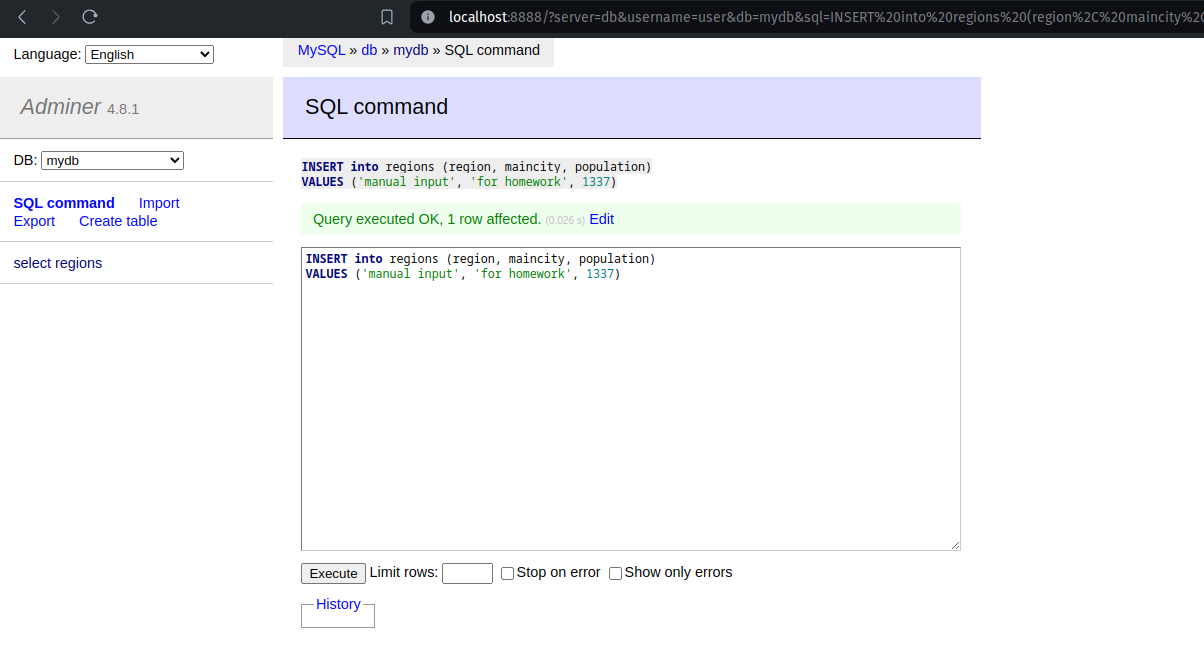 localhost:8888/?server=db&username=user&db=mydb&sql=INSERT%20into%20regions%20(region%2C%20maincity%20
Language: English
MySQL » db » mydb » SQL command
Adminer 4.8.1
SQL command
DB: mydb
SQL command Import
Export Create table
select regions
INSERT into regions (region, maincity, population)
VALUES ('manual input', 'for homework', 1337)
Query executed OK, 1 row affected. (0.026 s) Edit
INSERT into regions (region, maincity, population)
VALUES ('manual input', 'for homework', 1337)
Execute Limit rows: Stop on error Show only errors
History